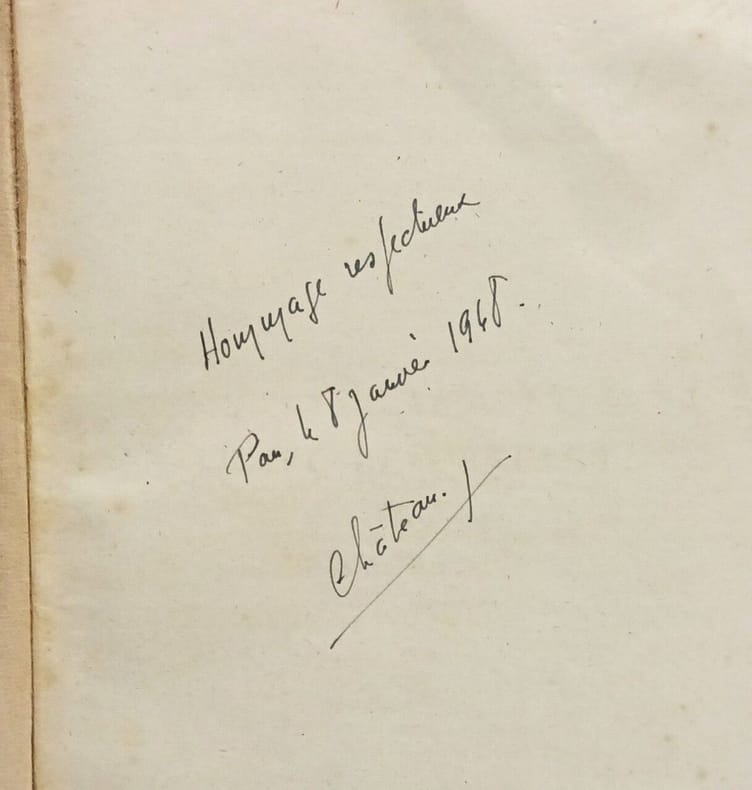 Hommage respectueux
Pau, le 8 janvier 1948.
Château.